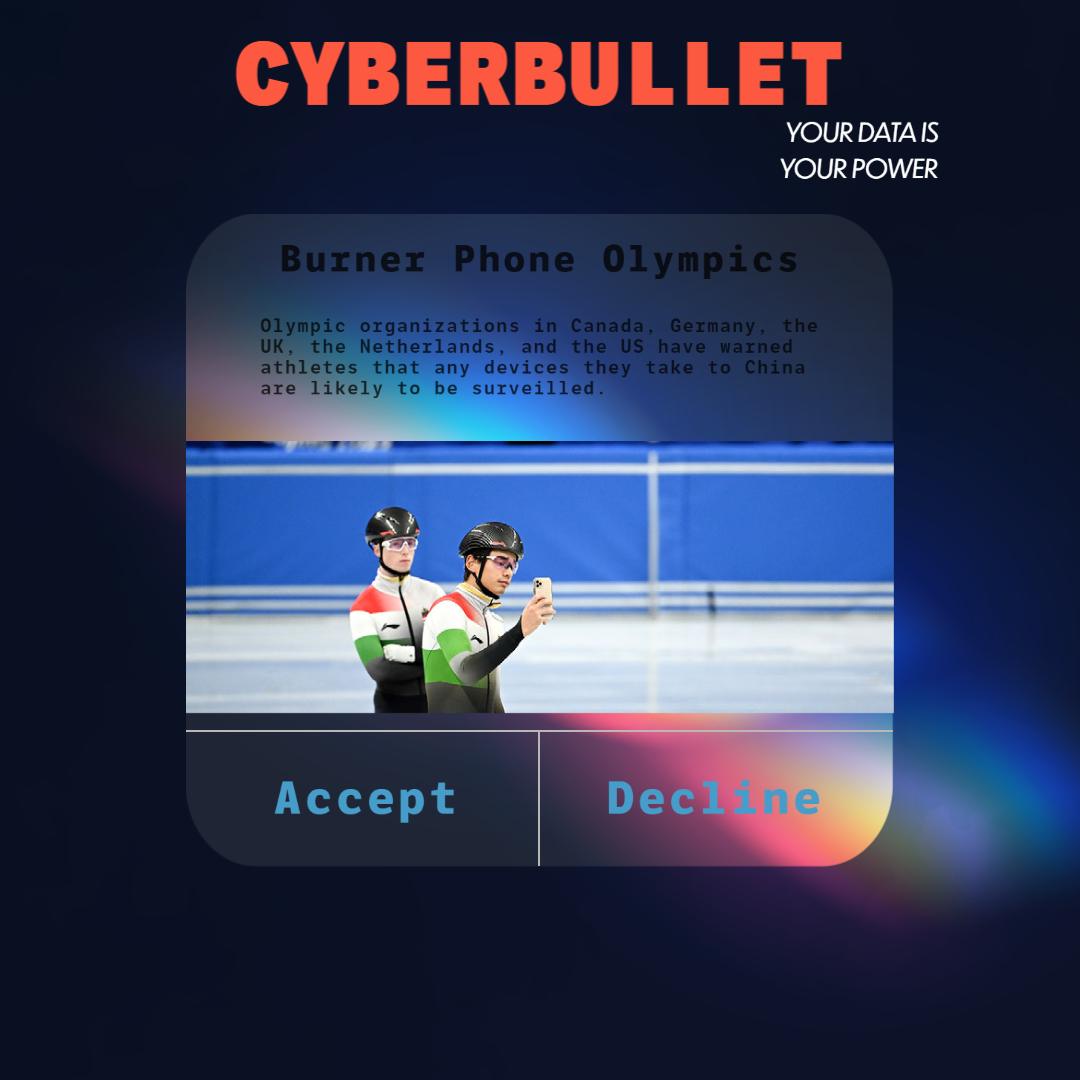 CYBERBULLET
YOUR DATA IS
YOUR POWER
Burner Phone Olympics
Olympic organizations in Canada, Germany, the
UK, the Netherlands, and the US have warned
athletes that any devices they take to China
are likely to be surveilled.
Accept
Decline